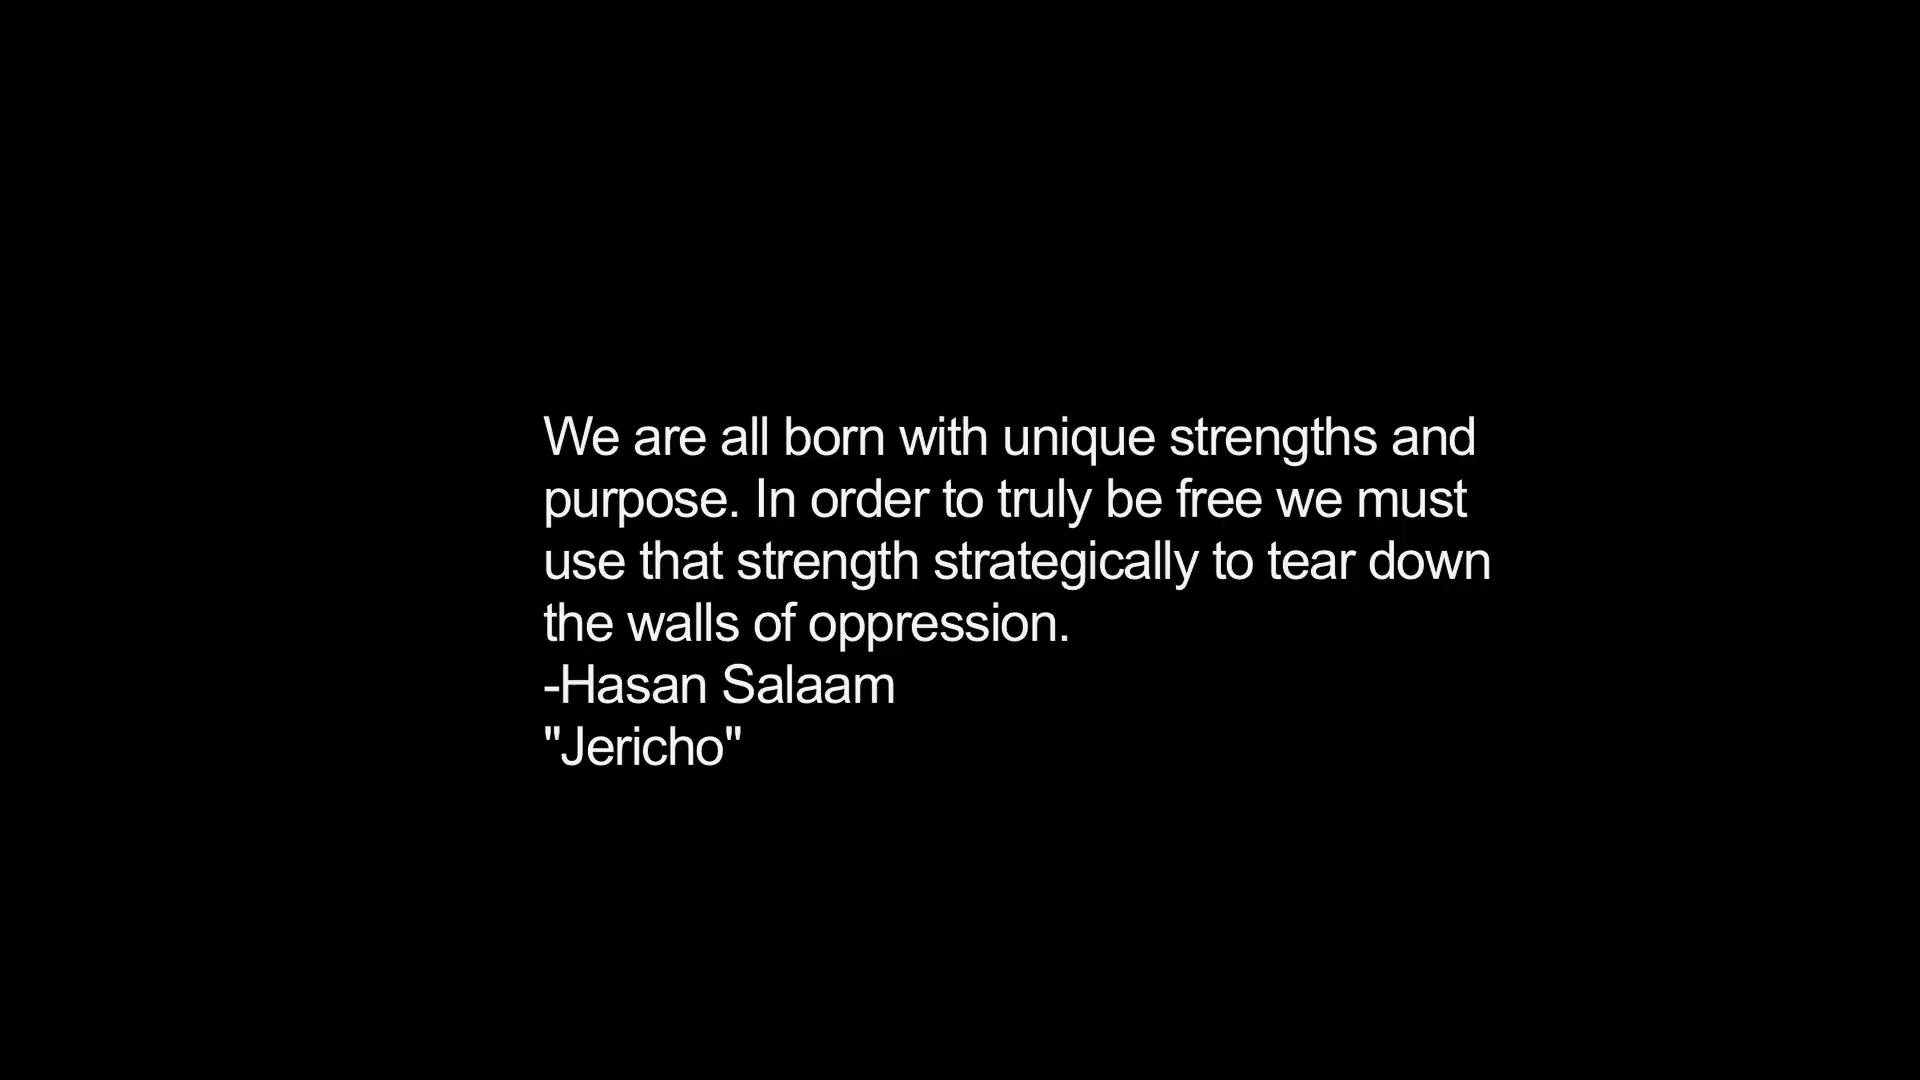 We are all born with unique strengths and
purpose. In order to truly be free we must
use that strength strategically to tear down
the walls of oppression.
-Hasan Salaam
"Jericho"